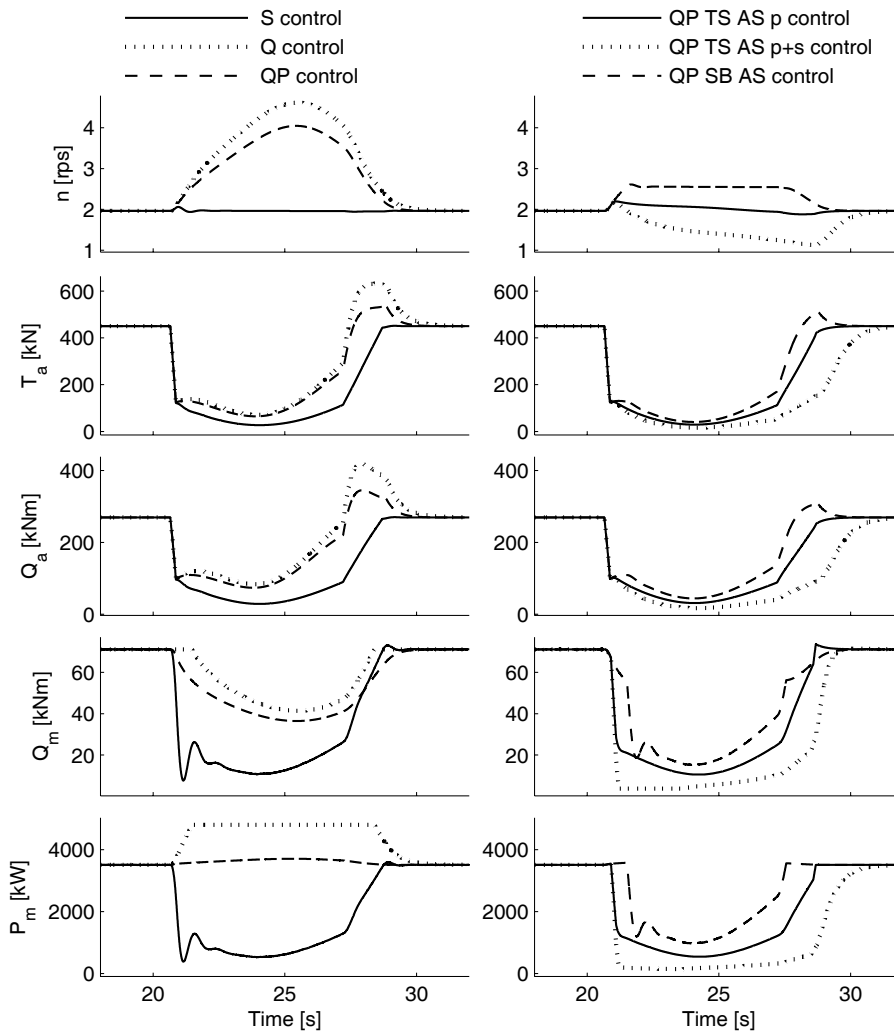 S control
Q control
QP control
QP TS AS p control
QP TS AS p+s control
QP SB AS control
n [rps]
4
3
2
1
4
3
2
1
T_a [kN]
600
400
200
0
600
400
200
0
Q_a [kNm]
400
200
0
400
200
0
Q_m [kNm]
60
40
20
60
40
20
P_m [kW]
4000
2000
0
4000
2000
0
20 25 30
20 25 30
Time [s]
Time [s]